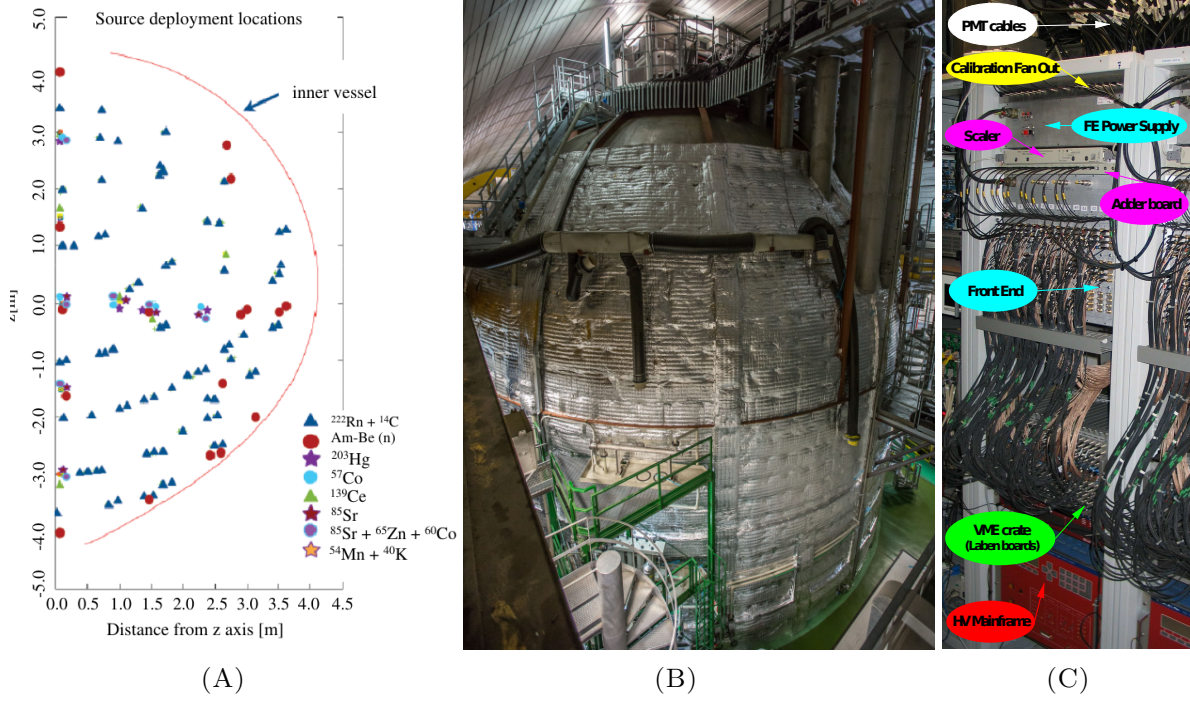 Source deployment locations
5.0
4.0
3.0
2.0
1.0
0.0
-1.0
-2.0
-3.0
-4.0
-5.0
z[m]
inner vessel
²²²Rn + ¹⁴C
Am-Be (n)
²⁰³Hg
⁵⁷Co
¹³⁹Ce
⁸⁵Sr
⁸⁵Sr + ⁶⁵Zn + ⁶⁰Co
⁵⁴Mn + ⁴⁰K
0.0 0.5 1.0 1.5 2.0 2.5 3.0 3.5 4.0 4.5
Distance from z axis [m]
PMT cables
Calibration Fan Out
FE Power Supply
Scaler
Adder board
Front End
VME crate
(Laben boards)
HV Mainframe
(A) (B) (C)